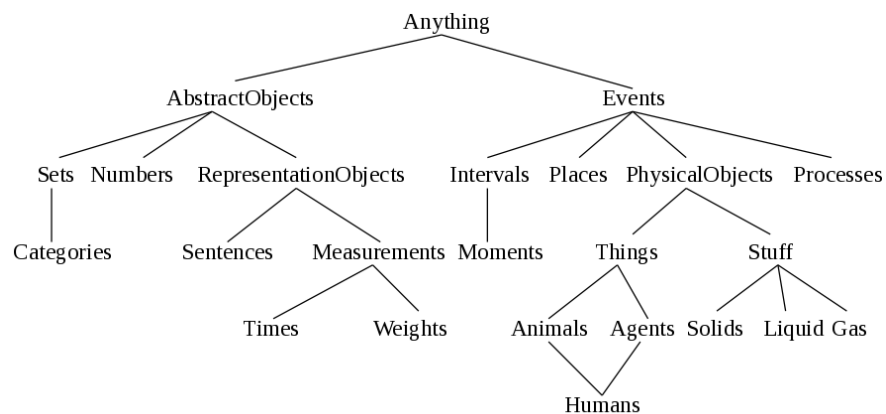 Anything
AbstractObjects Events
Sets Numbers RepresentationObjects Intervals Places PhysicalObjects Processes
Categories Sentences Measurements Moments Things Stuff
Times Weights Animals Agents Solids Liquid Gas
Humans